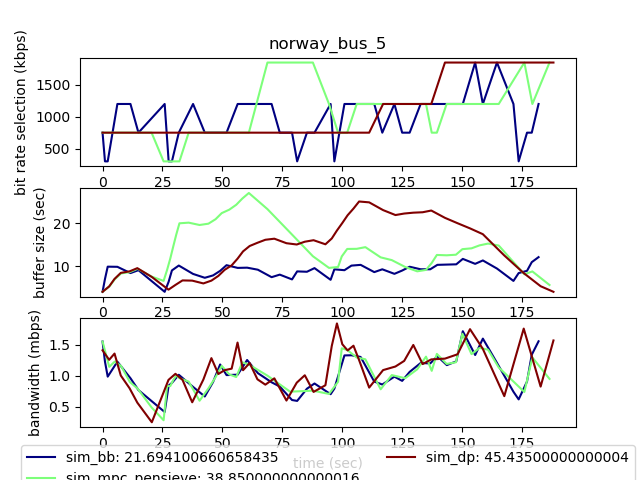 norway_bus_5
bit rate selection (kbps)
1500
1000
500
0 25 50 75 100 125 150 175
buffer size (sec)
20
10
0 25 50 75 100 125 150 175
bandwidth (mbps)
1.5
1.0
0.5
0 25 50 75 100 125 150 175
time (sec)
sim_bb: 21.694100660658435
sim_dp: 45.43500000000004
sim_mpc_pensieve: 38.850000000000016